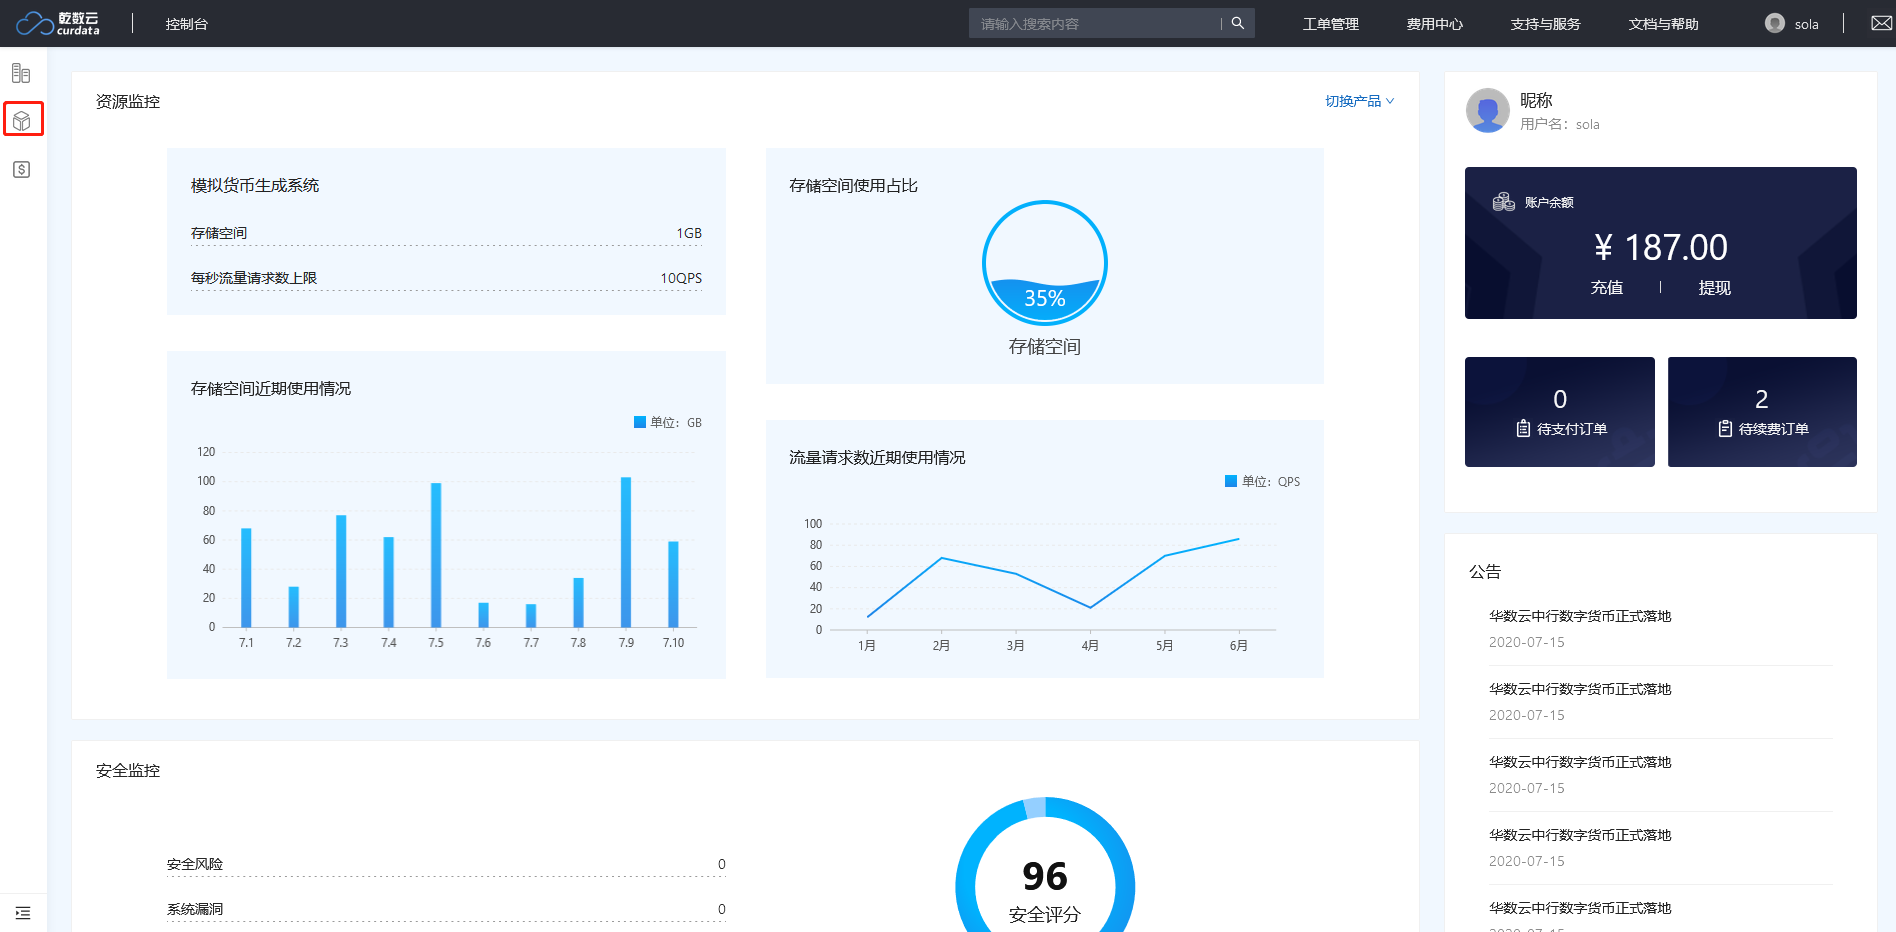 乾数云
curdata
控制台
请输入搜索内容
工单管理
费用中心
支持与服务
文档与帮助
sola
资源监控
切换产品
模拟货币生成系统
存储空间 1GB
每秒流量请求数上限 10QPS
存储空间使用占比
35%
存储空间
存储空间近期使用情况
单位：GB
120
100
80
60
40
20
0
7.1 7.2 7.3 7.4 7.5 7.6 7.7 7.8 7.9 7.10
流量请求数近期使用情况
单位：QPS
100
80
60
40
20
0
1月 2月 3月 4月 5月 6月
安全监控
安全风险 0
系统漏洞 0
96
安全评分
昵称
用户名：sola
账户余额
¥ 187.00
充值 提现
0
待支付订单
2
待续费订单
公告
华数云中行数字货币正式落地
2020-07-15
华数云中行数字货币正式落地
2020-07-15
华数云中行数字货币正式落地
2020-07-15
华数云中行数字货币正式落地
2020-07-15
华数云中行数字货币正式落地